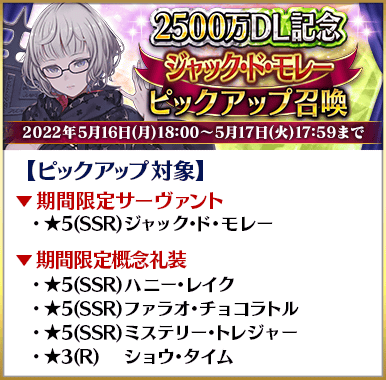 2500万DL記念
ジャック・ド・モレー
ピックアップ召喚
2022年5月16日(月)18:00～5月17日(火)17:59まで
【ピックアップ対象】
▼期間限定サーヴァント
・★5(SSR)ジャック・ド・モレー
▼期間限定概念礼装
・★5(SSR)ハニー・レイク
・★5(SSR)ファラオ・チョコラトル
・★5(SSR)ミステリー・トレジャー
・★3(R) ショウ・タイム